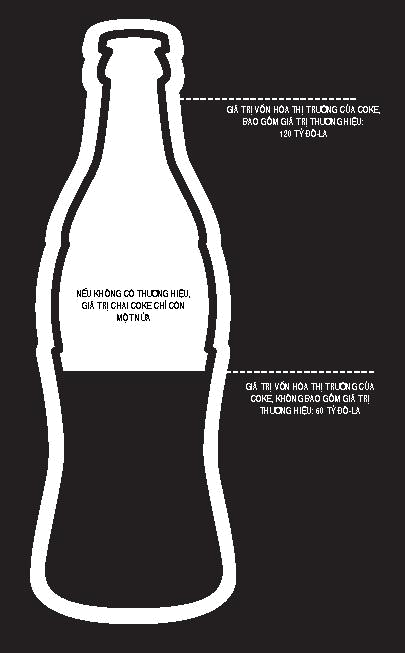 GIÁ TRỊ VỐN HÓA THỊ TRƯỜNG CỦA COKE,
BAO GỒM GIÁ TRỊ THƯƠNG HIỆU:
120 TỶ ĐÔ-LA
NẾU KHÔNG CÓ THƯƠNG HIỆU,
GIÁ TRỊ CHAI COKE CHỈ CÒN
MỘT NỬA
GIÁ TRỊ VỐN HÓA THỊ TRƯỜNG CỦA
COKE, KHÔNG BAO GỒM GIÁ TRỊ
THƯƠNG HIỆU: 60 TỶ ĐÔ-LA